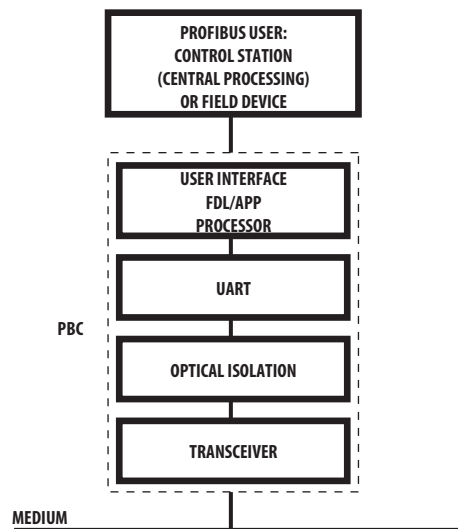 PROFIBUS USER:
CONTROL STATION
(CENTRAL PROCESSING)
OR FIELD DEVICE
USER INTERFACE
FDL/APP
PROCESSOR
UART
PBC
OPTICAL ISOLATION
TRANSCEIVER
MEDIUM